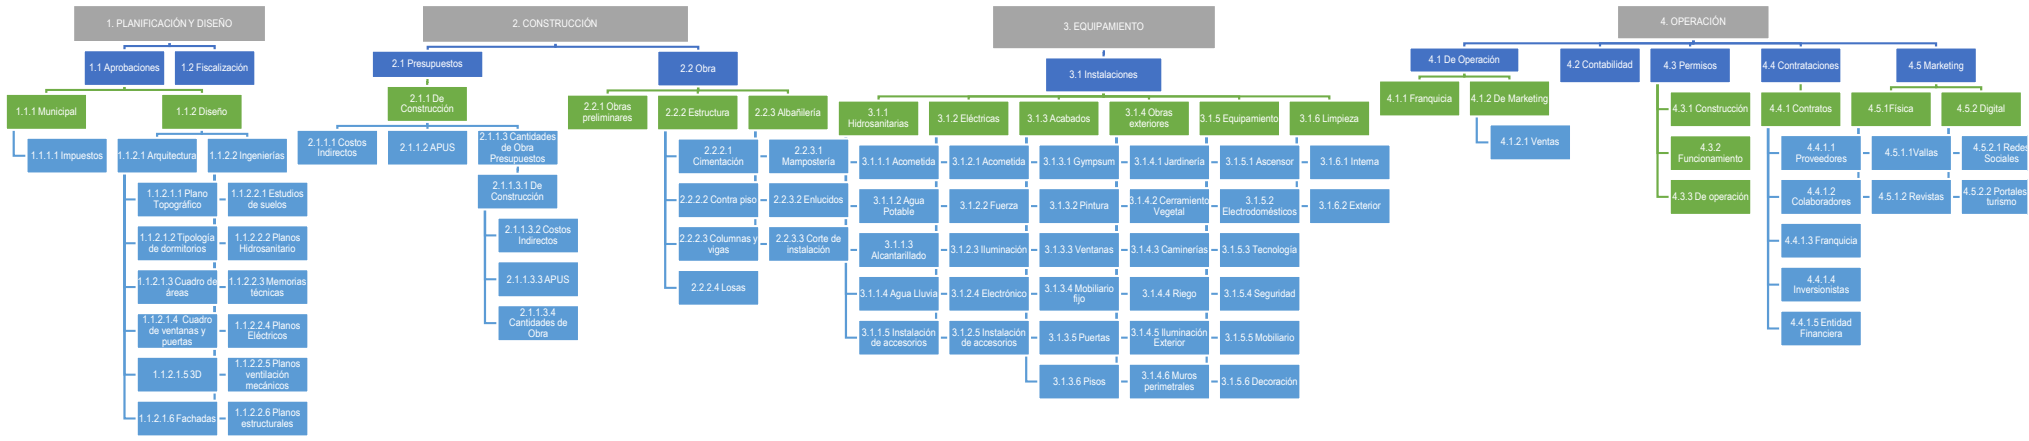 1. PLANIFICACIÓN Y DISEÑO
1.1 Aprobaciones
1.2 Fiscalización
1.1.1 Municipal
1.1.2 Diseño
1.1.1.1 Impuestos
1.1.2.1 Arquitectura
1.1.2.2 Ingenierías
1.1.2.1.1 Plano
Topográfico
1.1.2.2.1 Estudios
de suelos
1.1.2.1.2 Tipología
de dormitorios
1.1.2.2.2 Planos
Hidrosanitario
1.1.2.1.3 Cuadro de
áreas
1.1.2.2.3 Memorias
técnicas
1.1.2.1.4 Cuadro
de ventanas y
puertas
1.1.2.2.4 Planos
Eléctricos
1.1.2.1.5 3D
1.1.2.2.5 Planos
ventilación
mecánicos
1.1.2.1.6 Fachadas
1.1.2.2.6 Planos
estructurales
2. CONSTRUCCIÓN
2.1 Presupuestos
2.2 Obra
2.1.1 De
Construcción
2.1.1.1 Costos
Indirectos
2.1.1.2 APUS
2.1.1.3 Cantidades
de Obra
Presupuestos
2.1.1.3.1 De
Construcción
2.1.1.3.2 Costos
Indirectos
2.1.1.3.3 APUS
2.1.1.3.4
Cantidades de
Obra
2.2.1 Obras
preliminares
2.2.2 Estructura
2.2.3 Albañilería
2.2.2.1
Cimentación
2.2.3.1
Mampostería
2.2.2.2 Contra piso
2.2.3.2 Enlucidos
2.2.2.3 Columnas y
vigas
2.2.3.3 Corte de
instalación
2.2.2.4 Losas
3. EQUIPAMIENTO
3.1 Instalaciones
3.1.1
Hidrosanitarias
3.1.2 Eléctricas
3.1.3 Acabados
3.1.4 Obras
exteriores
3.1.5 Equipamiento
3.1.6 Limpieza
3.1.1.1 Acometida
3.1.2.1 Acometida
3.1.3.1 Gympsum
3.1.4.1 Jardinería
3.1.5.1 Ascensor
3.1.6.1 Interna
3.1.1.2 Agua
Potable
3.1.2.2 Fuerza
3.1.3.2 Pintura
3.1.4.2 Cerramiento
Vegetal
3.1.5.2
Electrodomésticos
3.1.6.2 Exterior
3.1.1.3
Alcantarillado
3.1.2.3 Iluminación
3.1.3.3 Ventanas
3.1.4.3 Caminerías
3.1.5.3 Tecnología
3.1.1.4 Agua Lluvia
3.1.2.4 Electrónico
3.1.3.4 Mobiliario
fijo
3.1.4.4 Riego
3.1.5.4 Seguridad
3.1.1.5 Instalación
de accesorios
3.1.2.5 Instalación
de accesorios
3.1.3.5 Puertas
3.1.4.5 Iluminación
Exterior
3.1.5.5 Mobiliario
3.1.3.6 Pisos
3.1.4.6 Muros
perimetrales
3.1.5.6 Decoración
4. OPERACIÓN
4.1 De Operación
4.2 Contabilidad
4.3 Permisos
4.4 Contrataciones
4.5 Marketing
4.1.1 Franquicia
4.1.2 De Marketing
4.1.2.1 Ventas
4.3.1 Construcción
4.3.2
Funcionamiento
4.3.3 De operación
4.4.1 Contratos
4.4.1.1
Proveedores
4.4.1.2
Colaboradores
4.4.1.3 Franquicia
4.4.1.4
Inversionistas
4.4.1.5 Entidad
Financiera
4.5.1Física
4.5.2 Digital
4.5.1.1Vallas
4.5.2.1 Redes
Sociales
4.5.1.2 Revistas
4.5.2.2 Portales
turismo